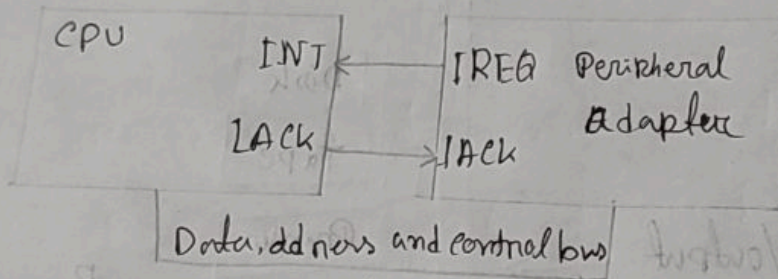 CPU
INT IREQ Peripheral
Adapter
IACK IACK
Data, address and control bus